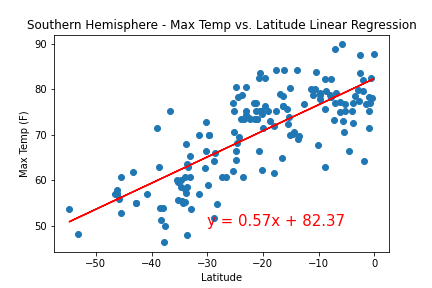 Southern Hemisphere - Max Temp vs. Latitude Linear Regression
90
80
70
60
50
Max Temp (F)
y = 0.57x + 82.37
−50
−40
−30
−20
−10
0
Latitude